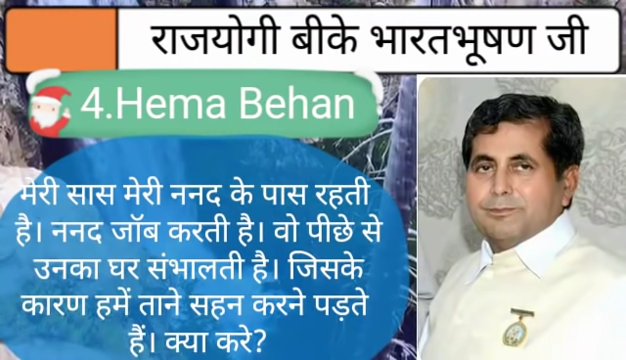 राजयोगी बीके भारतभूषण जी
4.Hema Behan
मेरी सास मेरी ननद के पास रहती
है। ननद जॉब करती है। वो पीछे से
उनका घर संभालती है। जिसके
कारण हमें ताने सहन करने पड़ते
हैं। क्या करे?